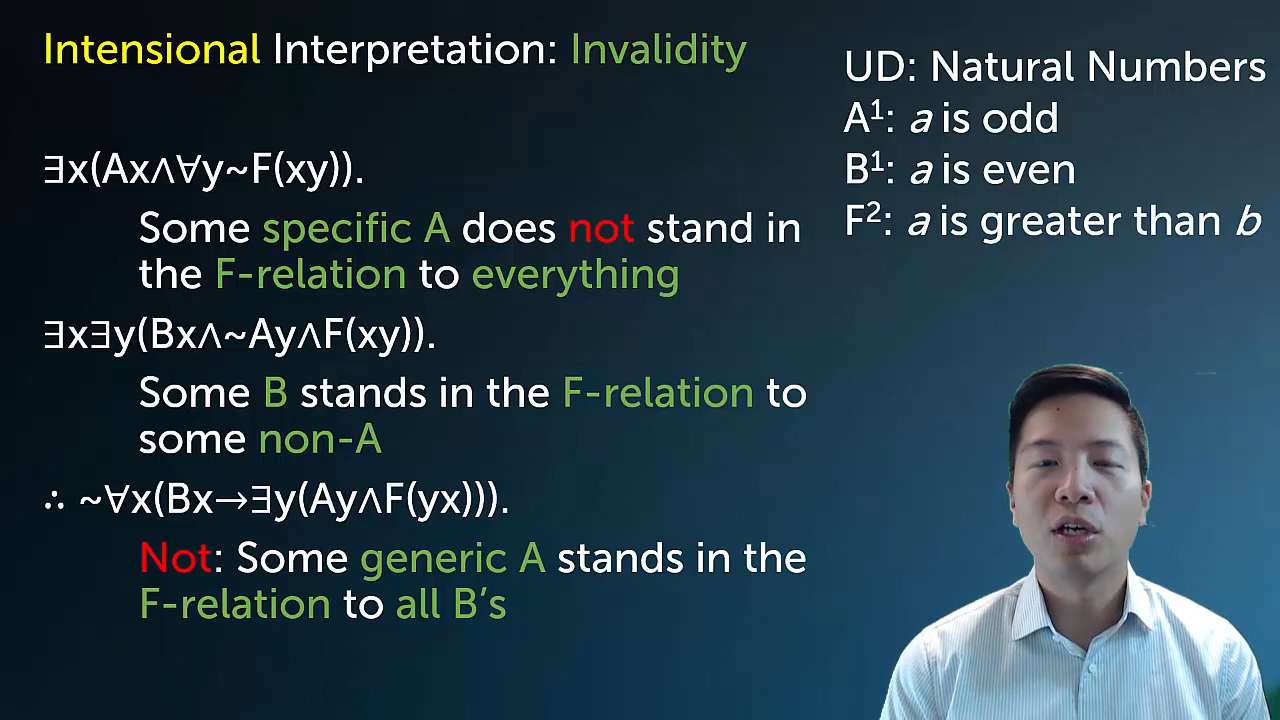 Intensional Interpretation: Invalidity
∃x(Ax∧∀y~F(xy)).
Some specific A does not stand in
the F-relation to everything
∃x∃y(Bx∧~Ay∧F(xy)).
Some B stands in the F-relation to
some non-A
∴ ~∀x(Bx→∃y(Ay∧F(yx))).
Not: Some generic A stands in the
F-relation to all B’s
UD: Natural Numbers
A¹: a is odd
B¹: a is even
F²: a is greater than b